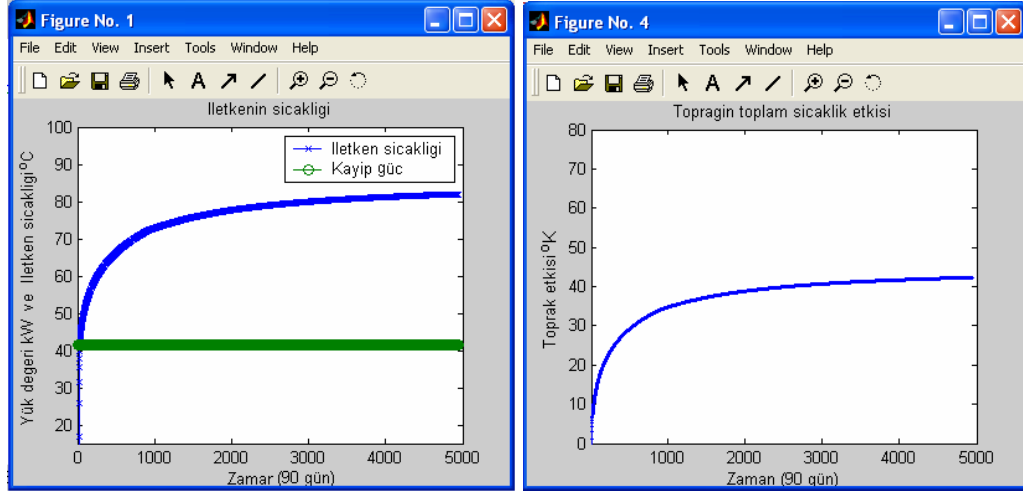 Figure No. 1
File Edit View Insert Tools Window Help
A
Iletkenin sicakligi
Yük degeri kW ve Iletken sicakligi ºC
100
90
80
70
60
50
40
30
20
Iletken sicakligi
Kayip güc
0 1000 2000 3000 4000 5000
Zamar (90 gün)
Figure No. 4
File Edit View Insert Tools Window Help
A
Topragin toplam sicaklik etkisi
Toprak etkisi ºK
80
70
60
50
40
30
20
10
0
1000 2000 3000 4000 5000
Zaman (90 gün)